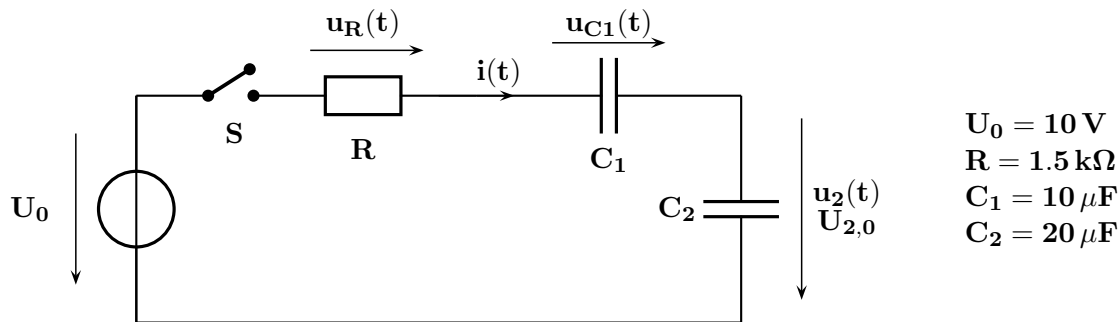 u_R(t)
u_C1(t)
i(t)
S
R
C_1
U_0
C_2
u_2(t)
U_2,0
U_0 = 10 V
R = 1.5 kΩ
C_1 = 10 μF
C_2 = 20 μF